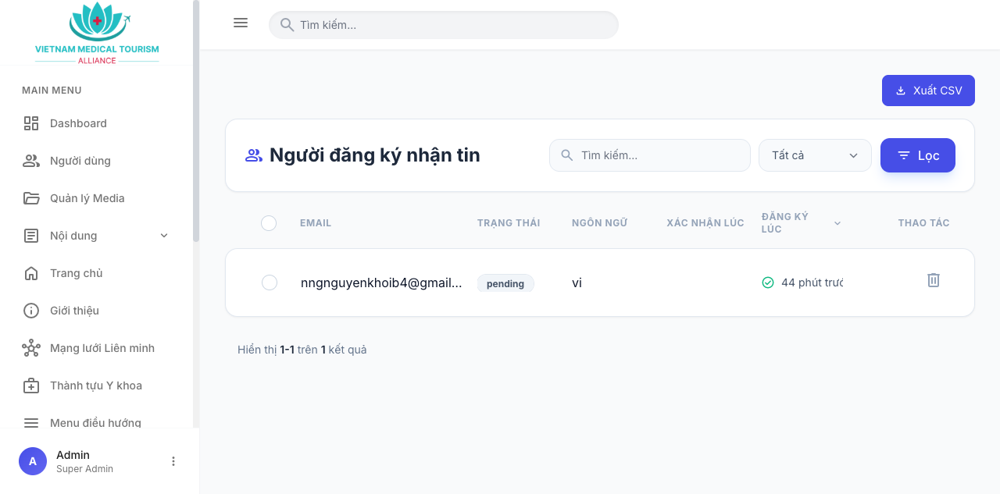 VIETNAM MEDICAL TOURISM
ALLIANCE
MAIN MENU
Dashboard
Người dùng
Quản lý Media
Nội dung
Trang chủ
Giới thiệu
Mạng lưới Liên minh
Thành tựu Y khoa
Menu điều hướng
A
Admin
Super Admin
Tìm kiếm...
Xuất CSV
Người đăng ký nhận tin
Tìm kiếm...
Tất cả
Lọc
EMAIL
TRẠNG THÁI
NGÔN NGỮ
XÁC NHẬN LÚC
ĐĂNG KÝ
LÚC
THAO TÁC
nngnguyenkhoib4@gmail...
pending
vi
44 phút trước
Hiển thị 1-1 trên 1 kết quả